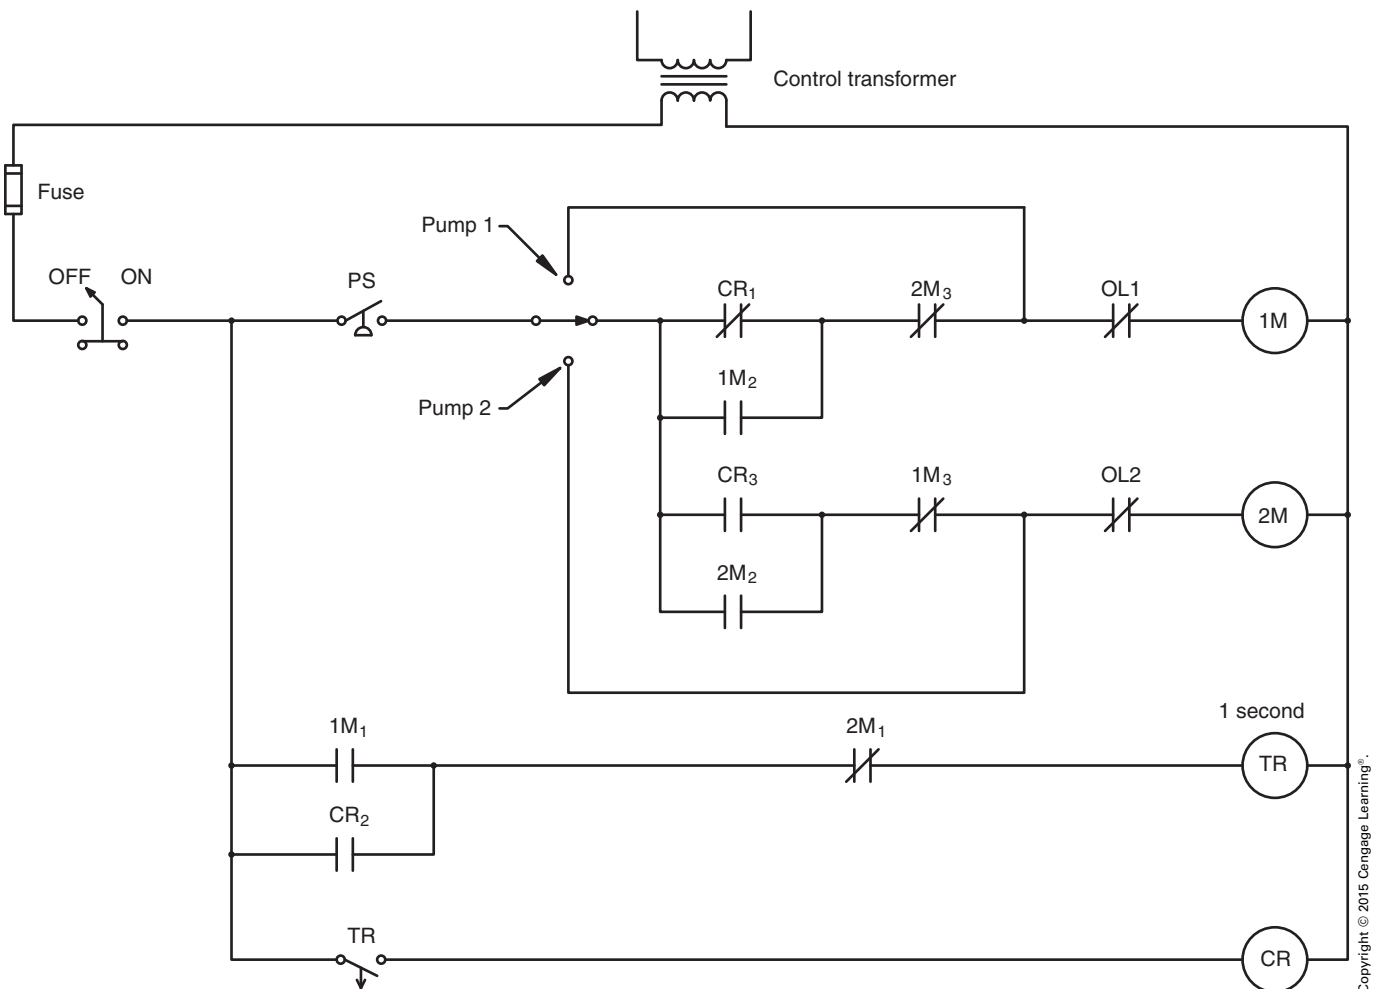 Control transformer
Fuse
Pump 1
OFF ON
PS
CR1
2M3
OL1
1M
Pump 2
1M2
CR3
1M3
OL2
2M
2M2
1 second
1M1
2M1
TR
CR2
TR
CR
Copyright © 2015 Cengage Learning®.